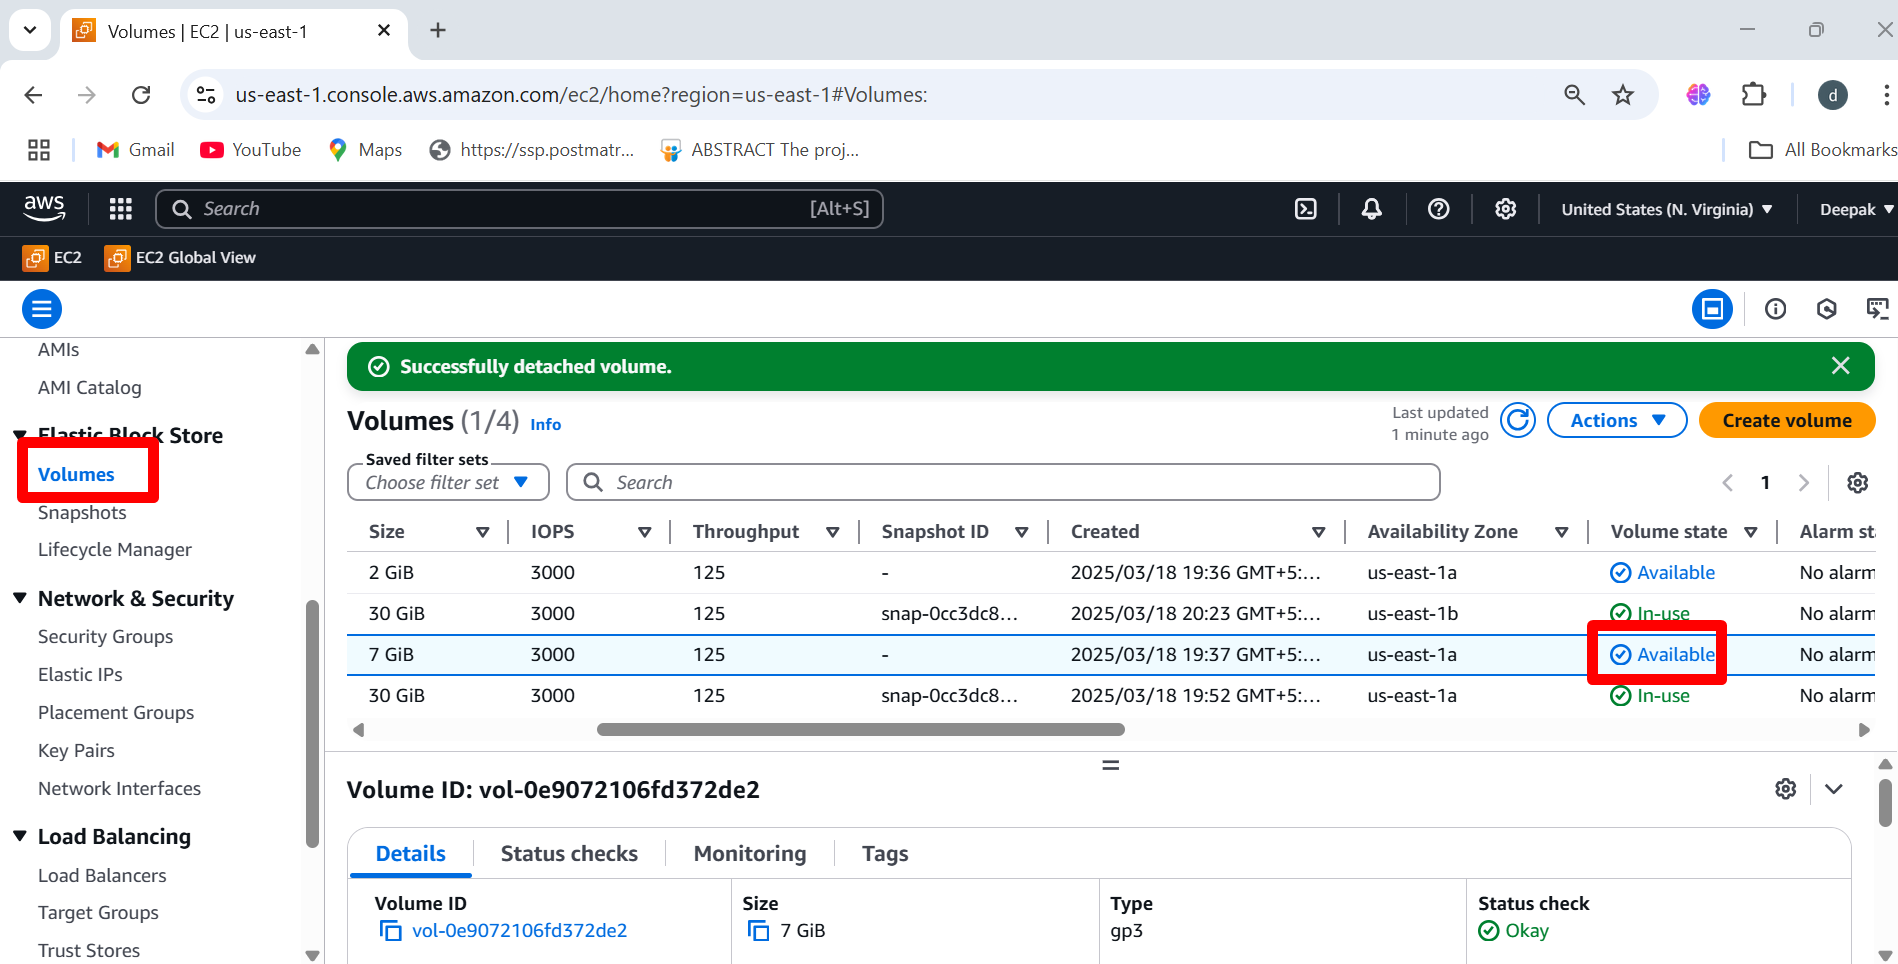 Volumes | EC2 | us-east-1
us-east-1.console.aws.amazon.com/ec2/home?region=us-east-1#Volumes:
d
Gmail YouTube Maps https://ssp.postmatr... ABSTRACT The proj... All Bookmarks
aws Search [Alt+S] United States (N. Virginia) Deepak
EC2 EC2 Global View
AMIs
AMI Catalog
Elastic Block Store
Volumes
Snapshots
Lifecycle Manager
Network & Security
Security Groups
Elastic IPs
Placement Groups
Key Pairs
Network Interfaces
Load Balancing
Load Balancers
Target Groups
Trust Stores
Successfully detached volume.
Volumes (1/4) Info
Last updated
1 minute ago
Actions
Create volume
Saved filter sets
Choose filter set
Search
1
Size IOPS Throughput Snapshot ID Created Availability Zone Volume state Alarm sta
2 GiB 3000 125 - 2025/03/18 19:36 GMT+5:... us-east-1a Available No alarm
30 GiB 3000 125 snap-0cc3dc8... 2025/03/18 20:23 GMT+5:... us-east-1b In-use No alarm
7 GiB 3000 125 - 2025/03/18 19:37 GMT+5:... us-east-1a Available No alarm
30 GiB 3000 125 snap-0cc3dc8... 2025/03/18 19:52 GMT+5:... us-east-1a In-use No alarm
Volume ID: vol-0e9072106fd372de2
Details Status checks Monitoring Tags
Volume ID
vol-0e9072106fd372de2
Size
7 GiB
Type
gp3
Status check
Okay